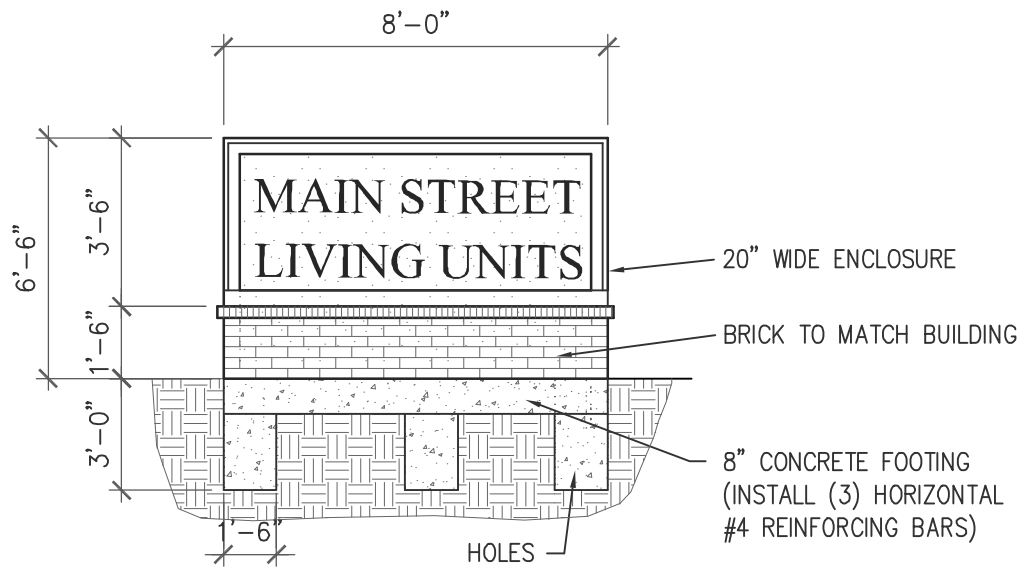 8'-0"
6'-6"
3'-6"
1'-6"
3'-0"
MAIN STREET
LIVING UNITS
20" WIDE ENCLOSURE
BRICK TO MATCH BUILDING
8" CONCRETE FOOTING
(INSTALL (3) HORIZONTAL
#4 REINFORCING BARS)
1'-6"
HOLES